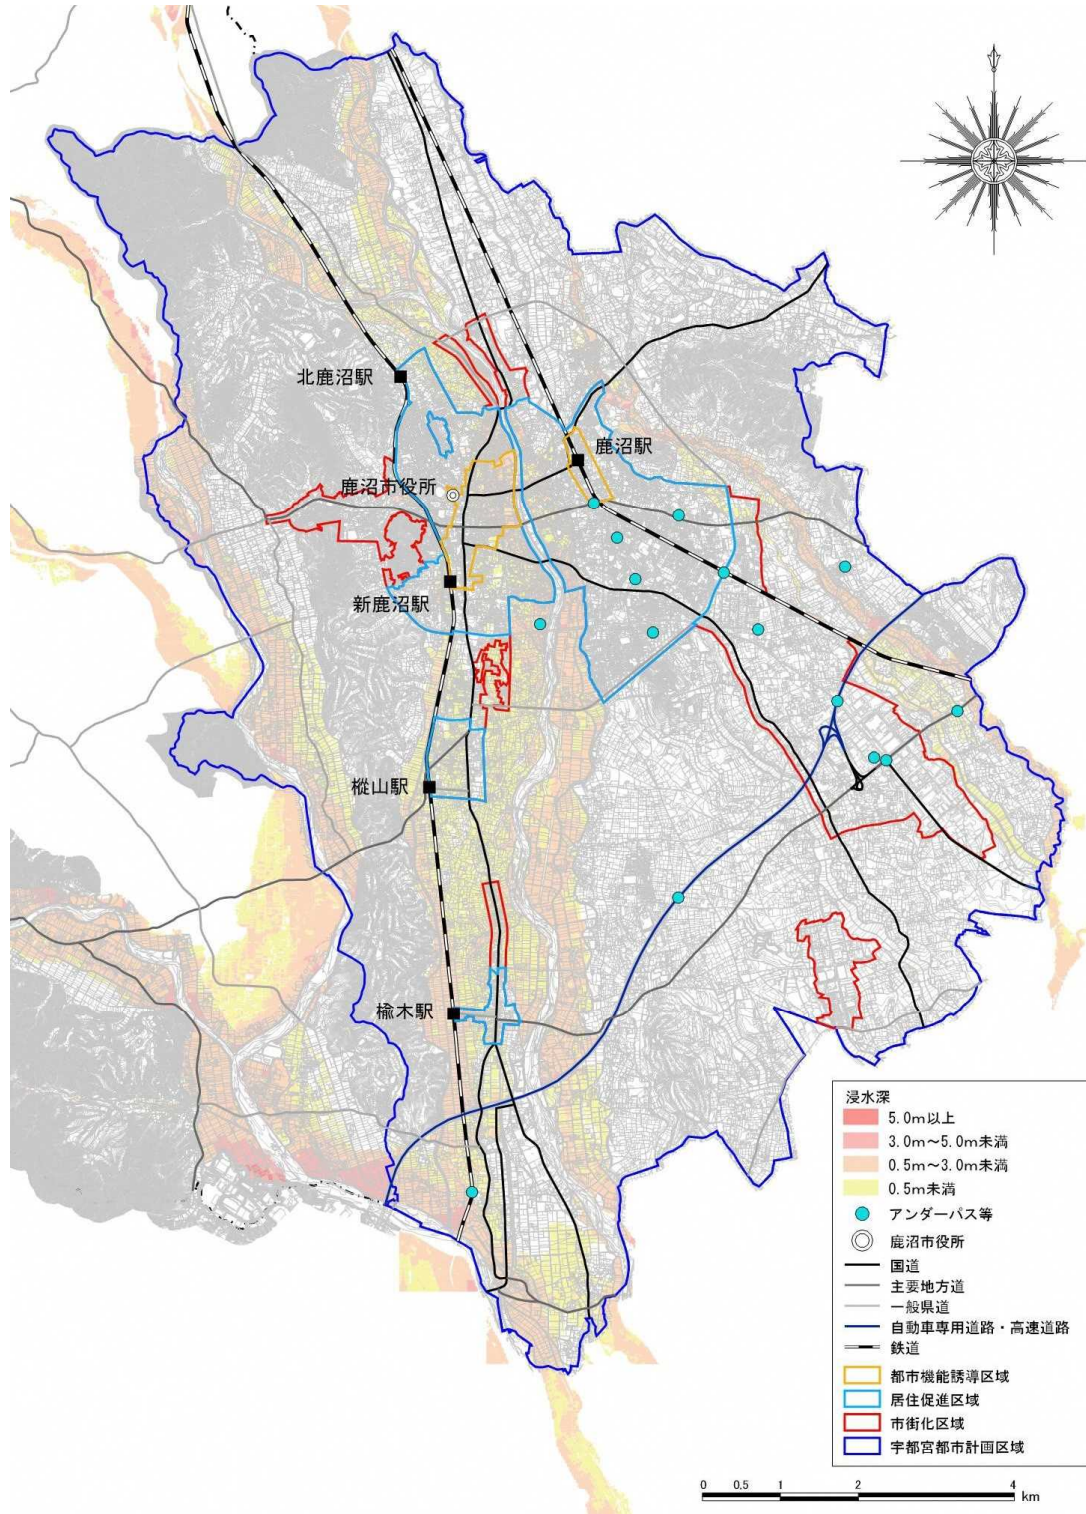 北鹿沼駅
鹿沼駅
鹿沼市役所
新鹿沼駅
樅山駅
楡木駅
浸水深
5.0m以上
3.0m~5.0m未満
0.5m~3.0m未満
0.5m未満
アンダーパス等
鹿沼市役所
国道
主要地方道
一般県道
自動車専用道路・高速道路
鉄道
都市機能誘導区域
居住促進区域
市街化区域
宇都宮都市計画区域
0 0.5 1 2 4
km